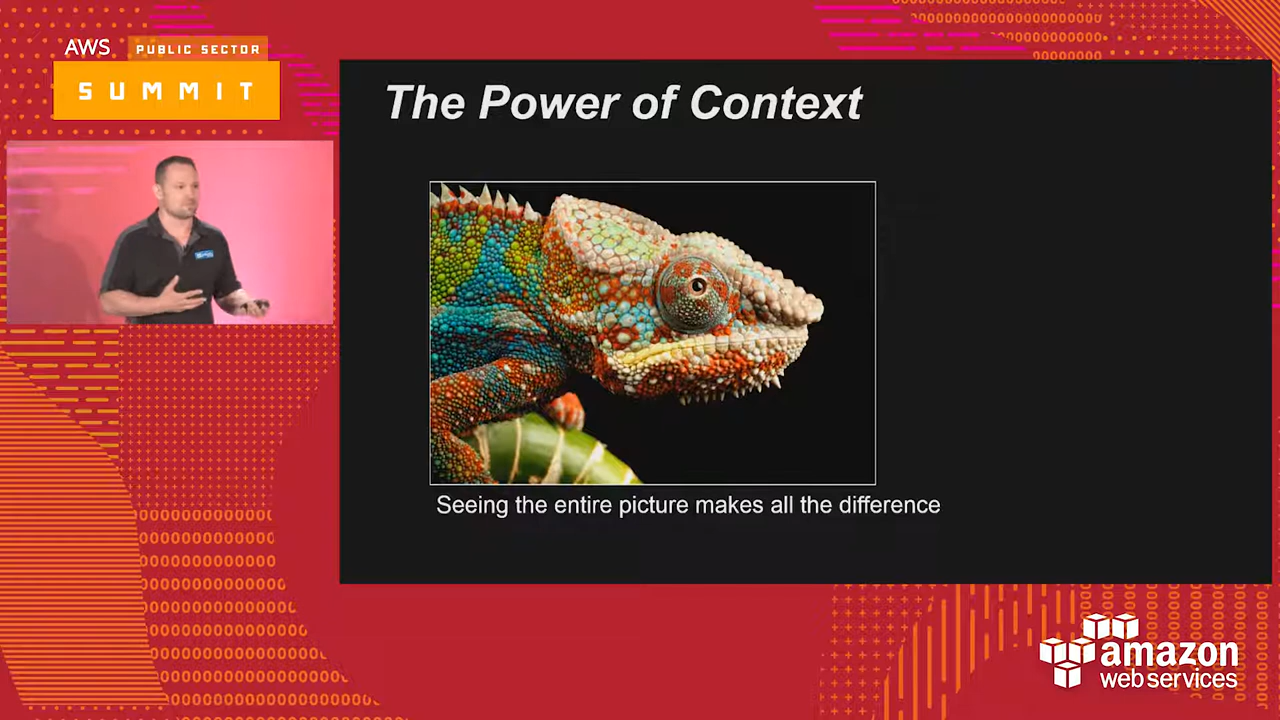 AWS PUBLIC SECTOR
SUMMIT
The Power of Context
Seeing the entire picture makes all the difference
amazon
web services